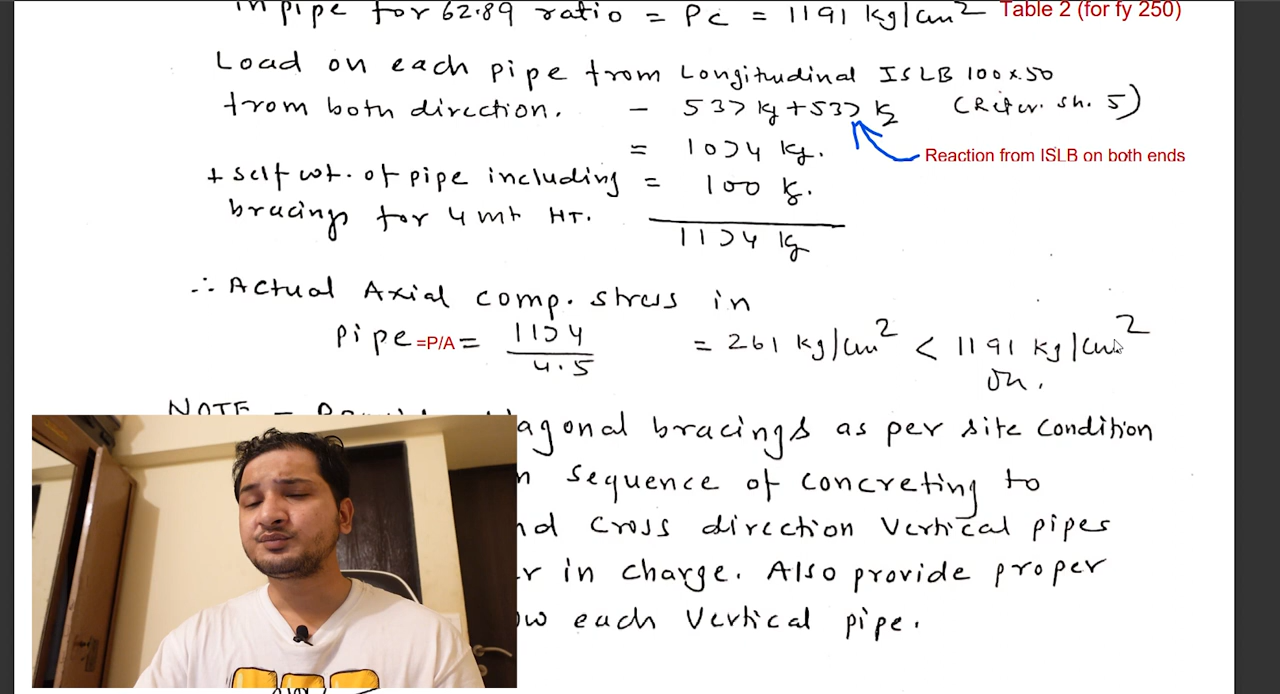 in pipe for 62.89 ratio = Pc = 1191 kg/cm2 Table 2 (for fy 250)
Load on each pipe from Longitudinal ISLB 100x50
from both direction. - 537 kg + 537 kg (Refer. sh. 5)
= 1074 kg. Reaction from ISLB on both ends
+ self wt. of pipe including = 100 kg.
bracings for 4 mt HT.
1174 kg
∴ Actual Axial comp. stress in
pipe =P/A = 1174/4.5 = 261 kg/cm2 < 1191 kg/cm2
ok.
NOTE -
agonal bracings as per site condition
n sequence of concreting to
nd cross direction vertical pipes
r in charge. Also provide proper
ow each vertical pipe.